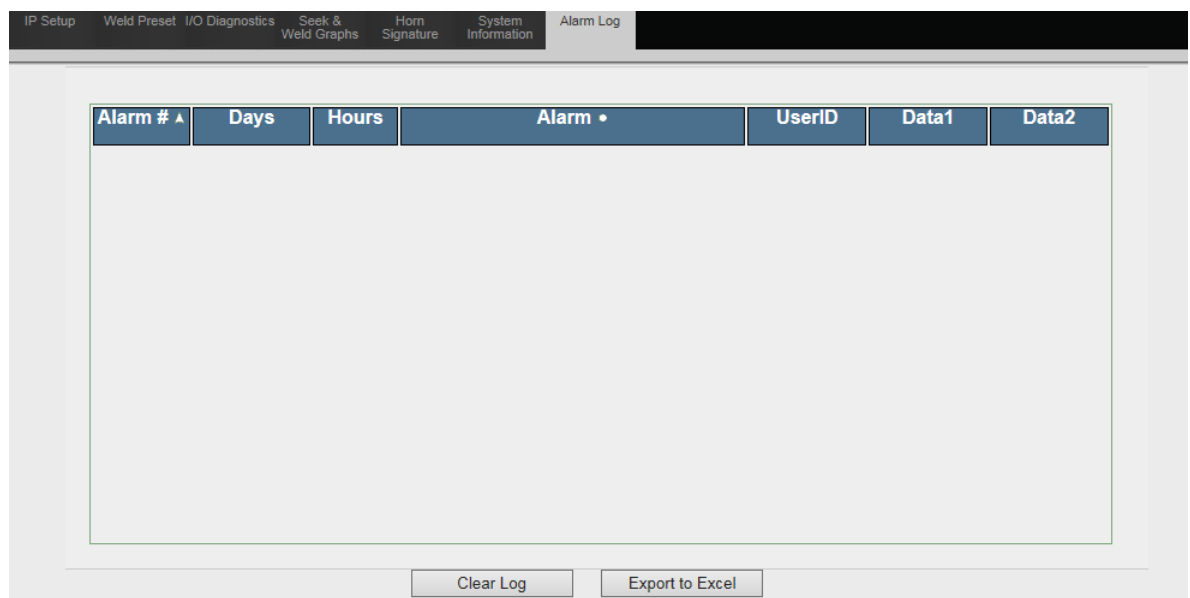 IP Setup Weld Preset I/O Diagnostics Seek & Weld Graphs Horn Signature System Information Alarm Log
Alarm # Days Hours Alarm UserID Data1 Data2
Clear Log Export to Excel